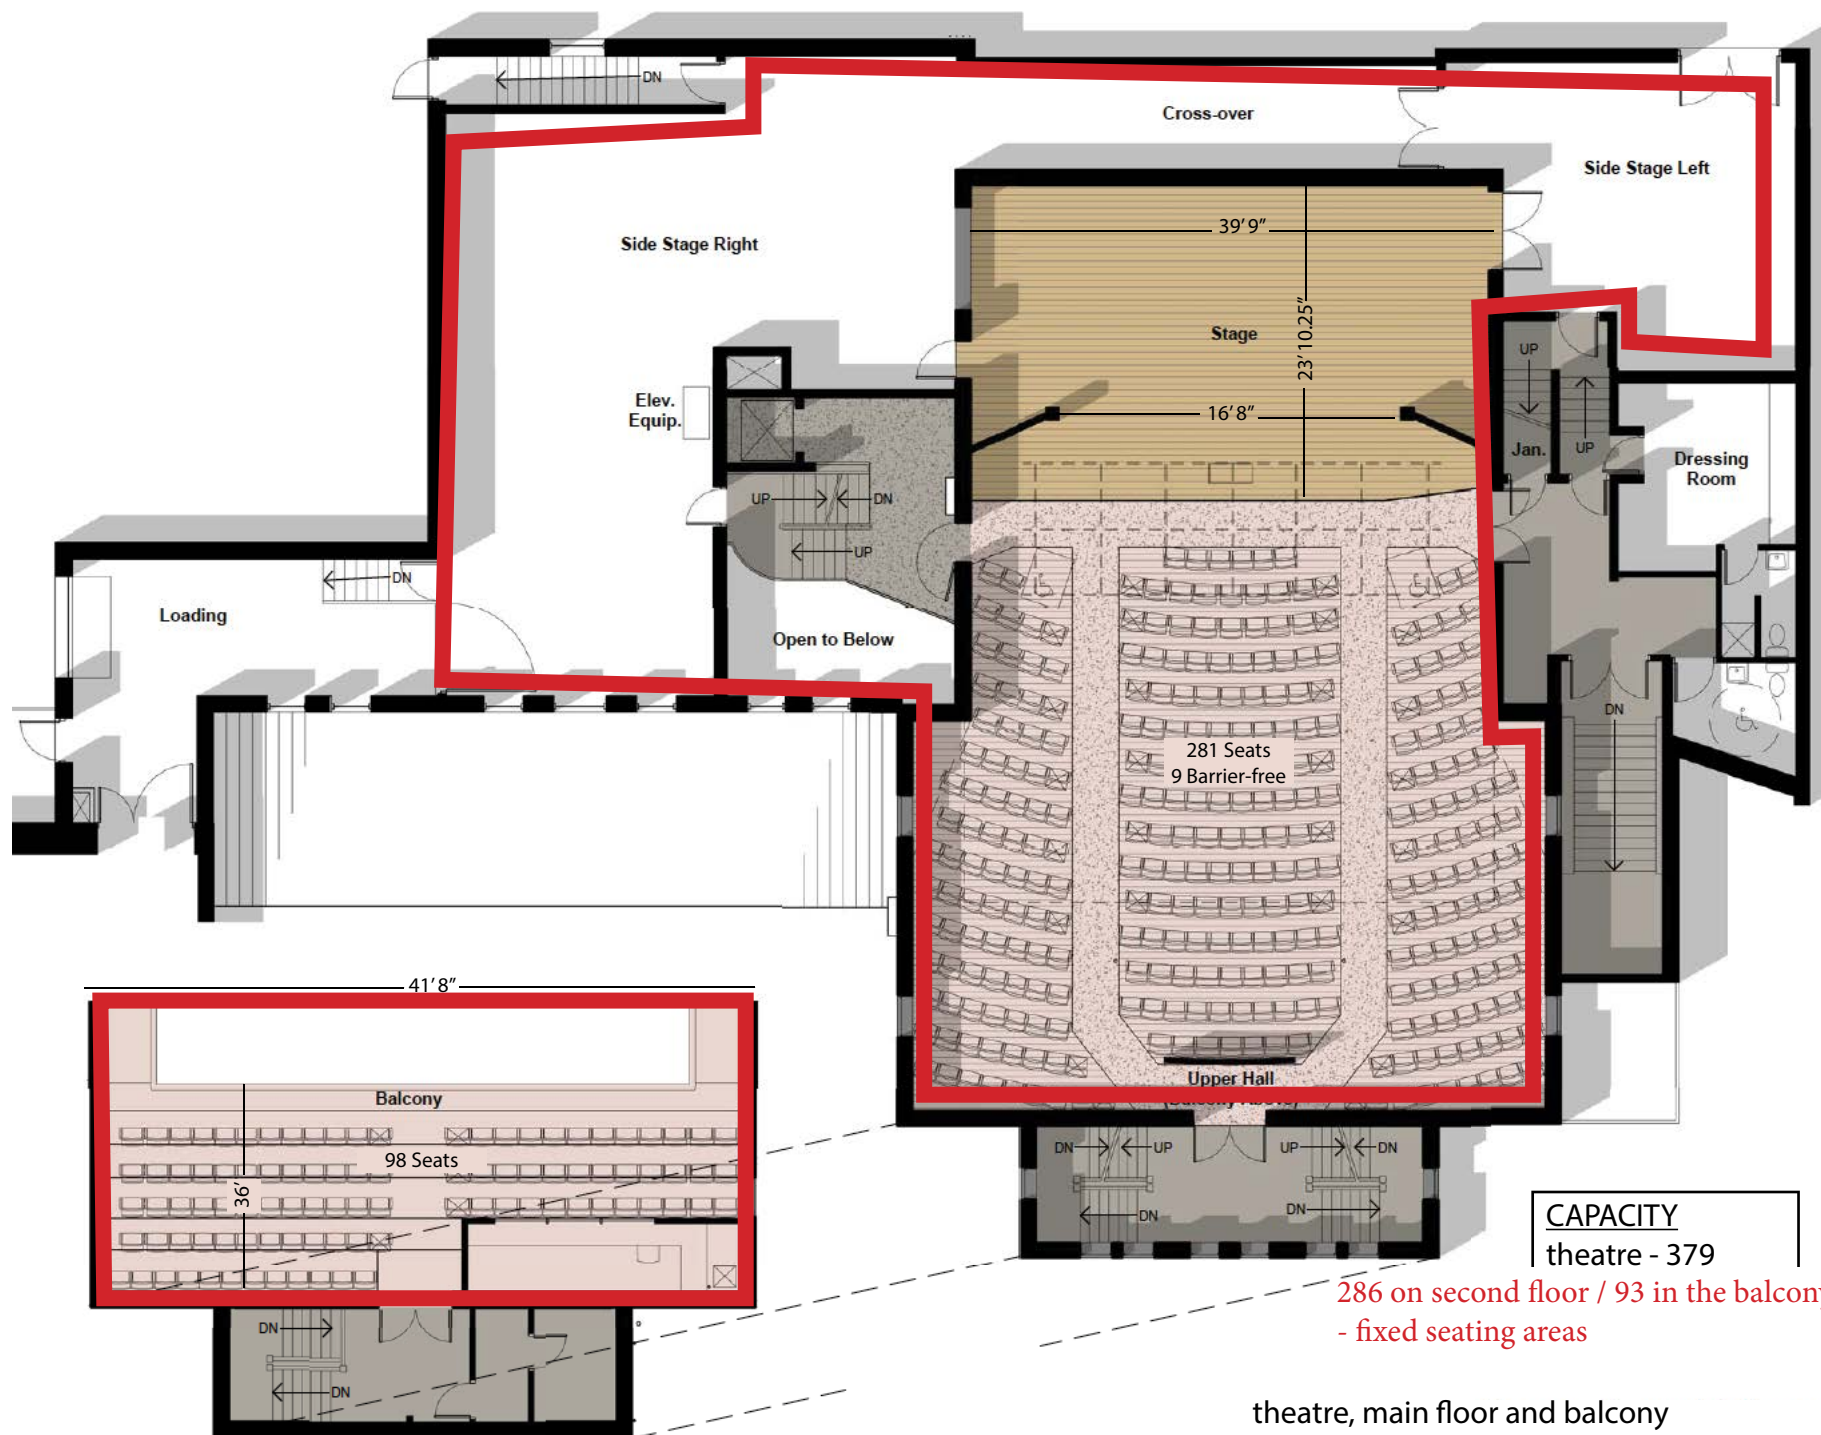 DN
Cross-over
Side Stage Left
39' 9"
Side Stage Right
Stage
23' 10.25"
UP
Elev.
Equip.
16' 8"
Jan.
UP
Dressing
Room
UP
DN
UP
DN
Loading
Open to Below
DN
281 Seats
9 Barrier-free
41' 8"
Upper Hall
(Balcony Above)
Balcony
DN
UP
UP
DN
98 Seats
36'
DN
DN
CAPACITY
theatre - 379
286 on second floor / 93 in the balcony
- fixed seating areas
DN
DN
theatre, main floor and balcony